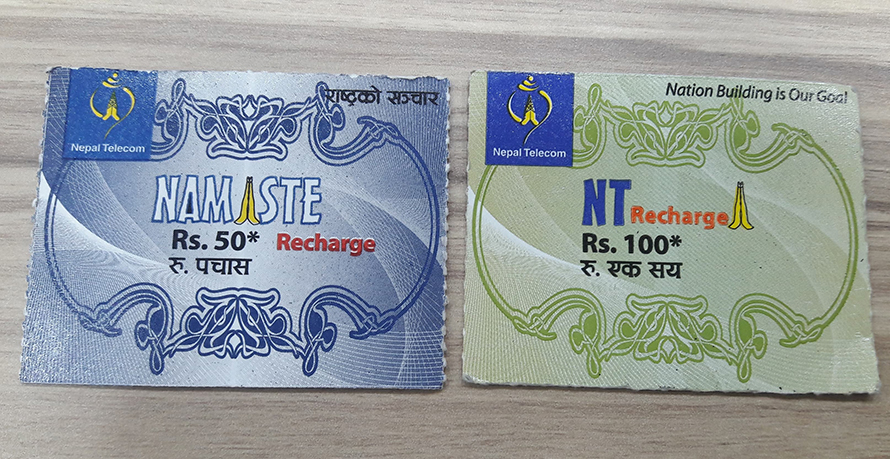 Nepal Telecom
राष्ट्रको सञ्चार
NAMASTE
Rs. 50* Recharge
रु. पचास
Nepal Telecom
Nation Building is Our Goal
NT Recharge
Rs. 100*
रु. एक सय